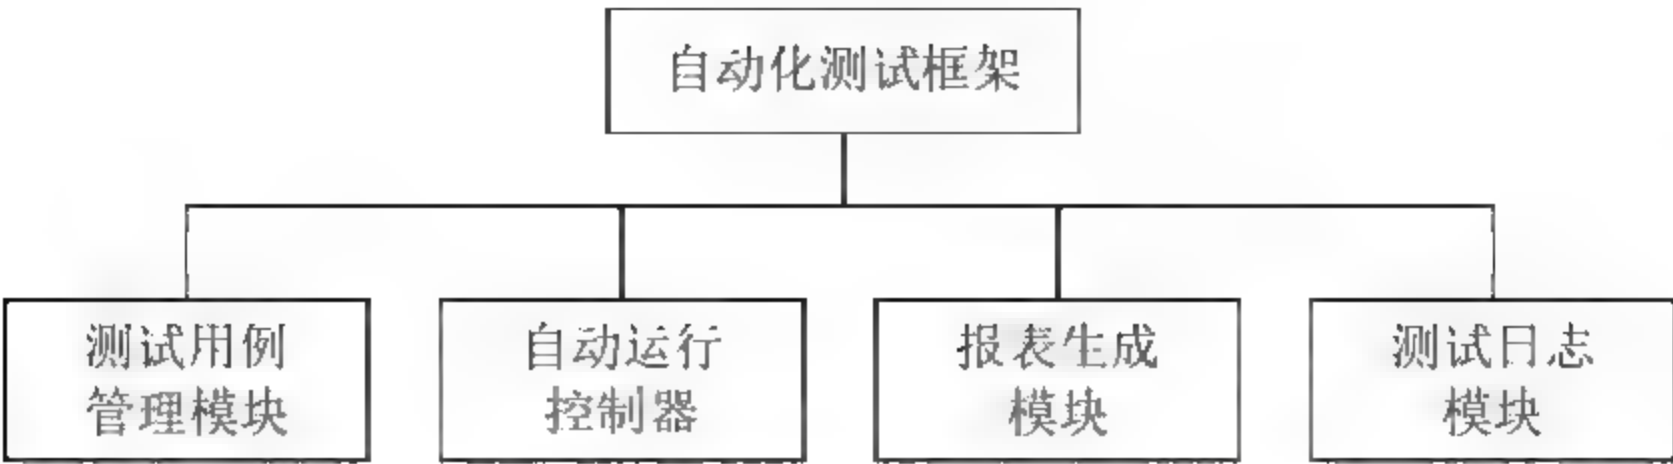 自动化测试框架
测试用例
管理模块
自动运行
控制器
报表生成
模块
测试日志
模块